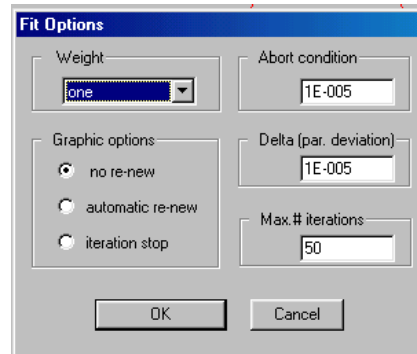 Fit Options
Weight
one
Abort condition
1E-005
Graphic options
no re-new
automatic re-new
iteration stop
Delta (par. deviation)
1E-005
Max.# iterations
50
OK
Cancel